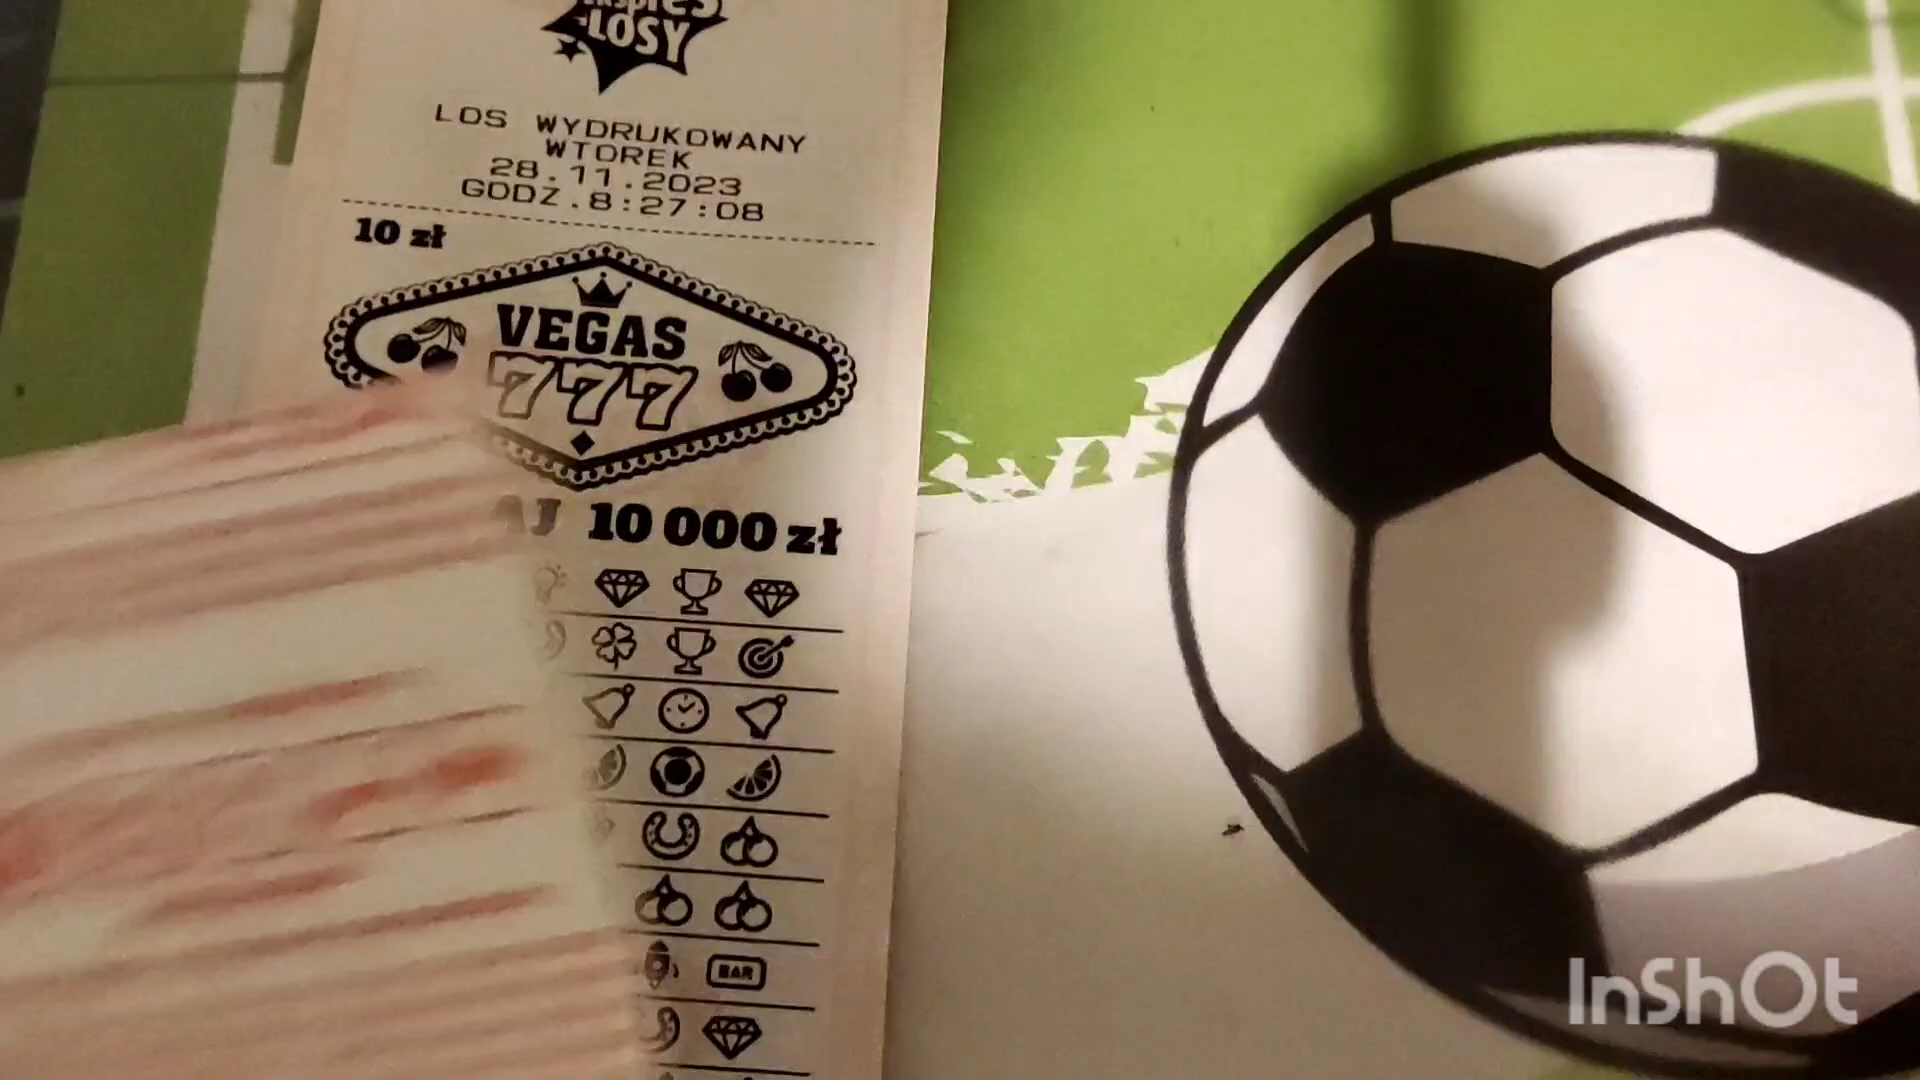 LOSY
LOS WYDRUKOWANY
WTOREK
28.11.2023
GODZ.8:27:08
10 zł
VEGAS
777
10 000 zł
BAR
InShOt